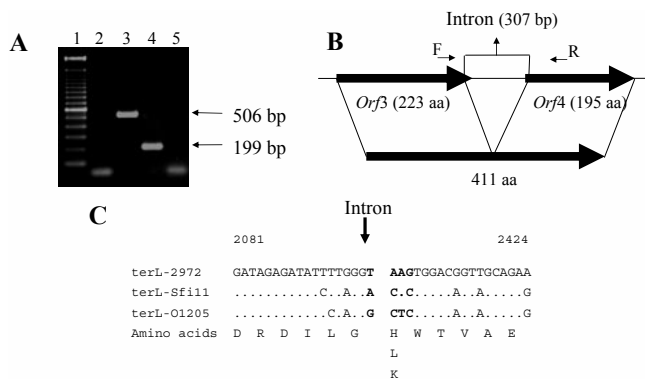 A
1 2 3 4 5
506 bp
199 bp
B
Intron (307 bp)
F
R
Orf3 (223 aa)
Orf4 (195 aa)
411 aa
C
Intron
2081 2424
terL-2972 GATAGAGATATTTTGGGT AAGTGGACGGTTGCAGAA
terL-Sfi11 ...........C..A..A C.C....A..A.....G
terL-O1205 ............C.A..G CTC....A..A.....G
Amino acids D R D I L G H W T V A E
L
K